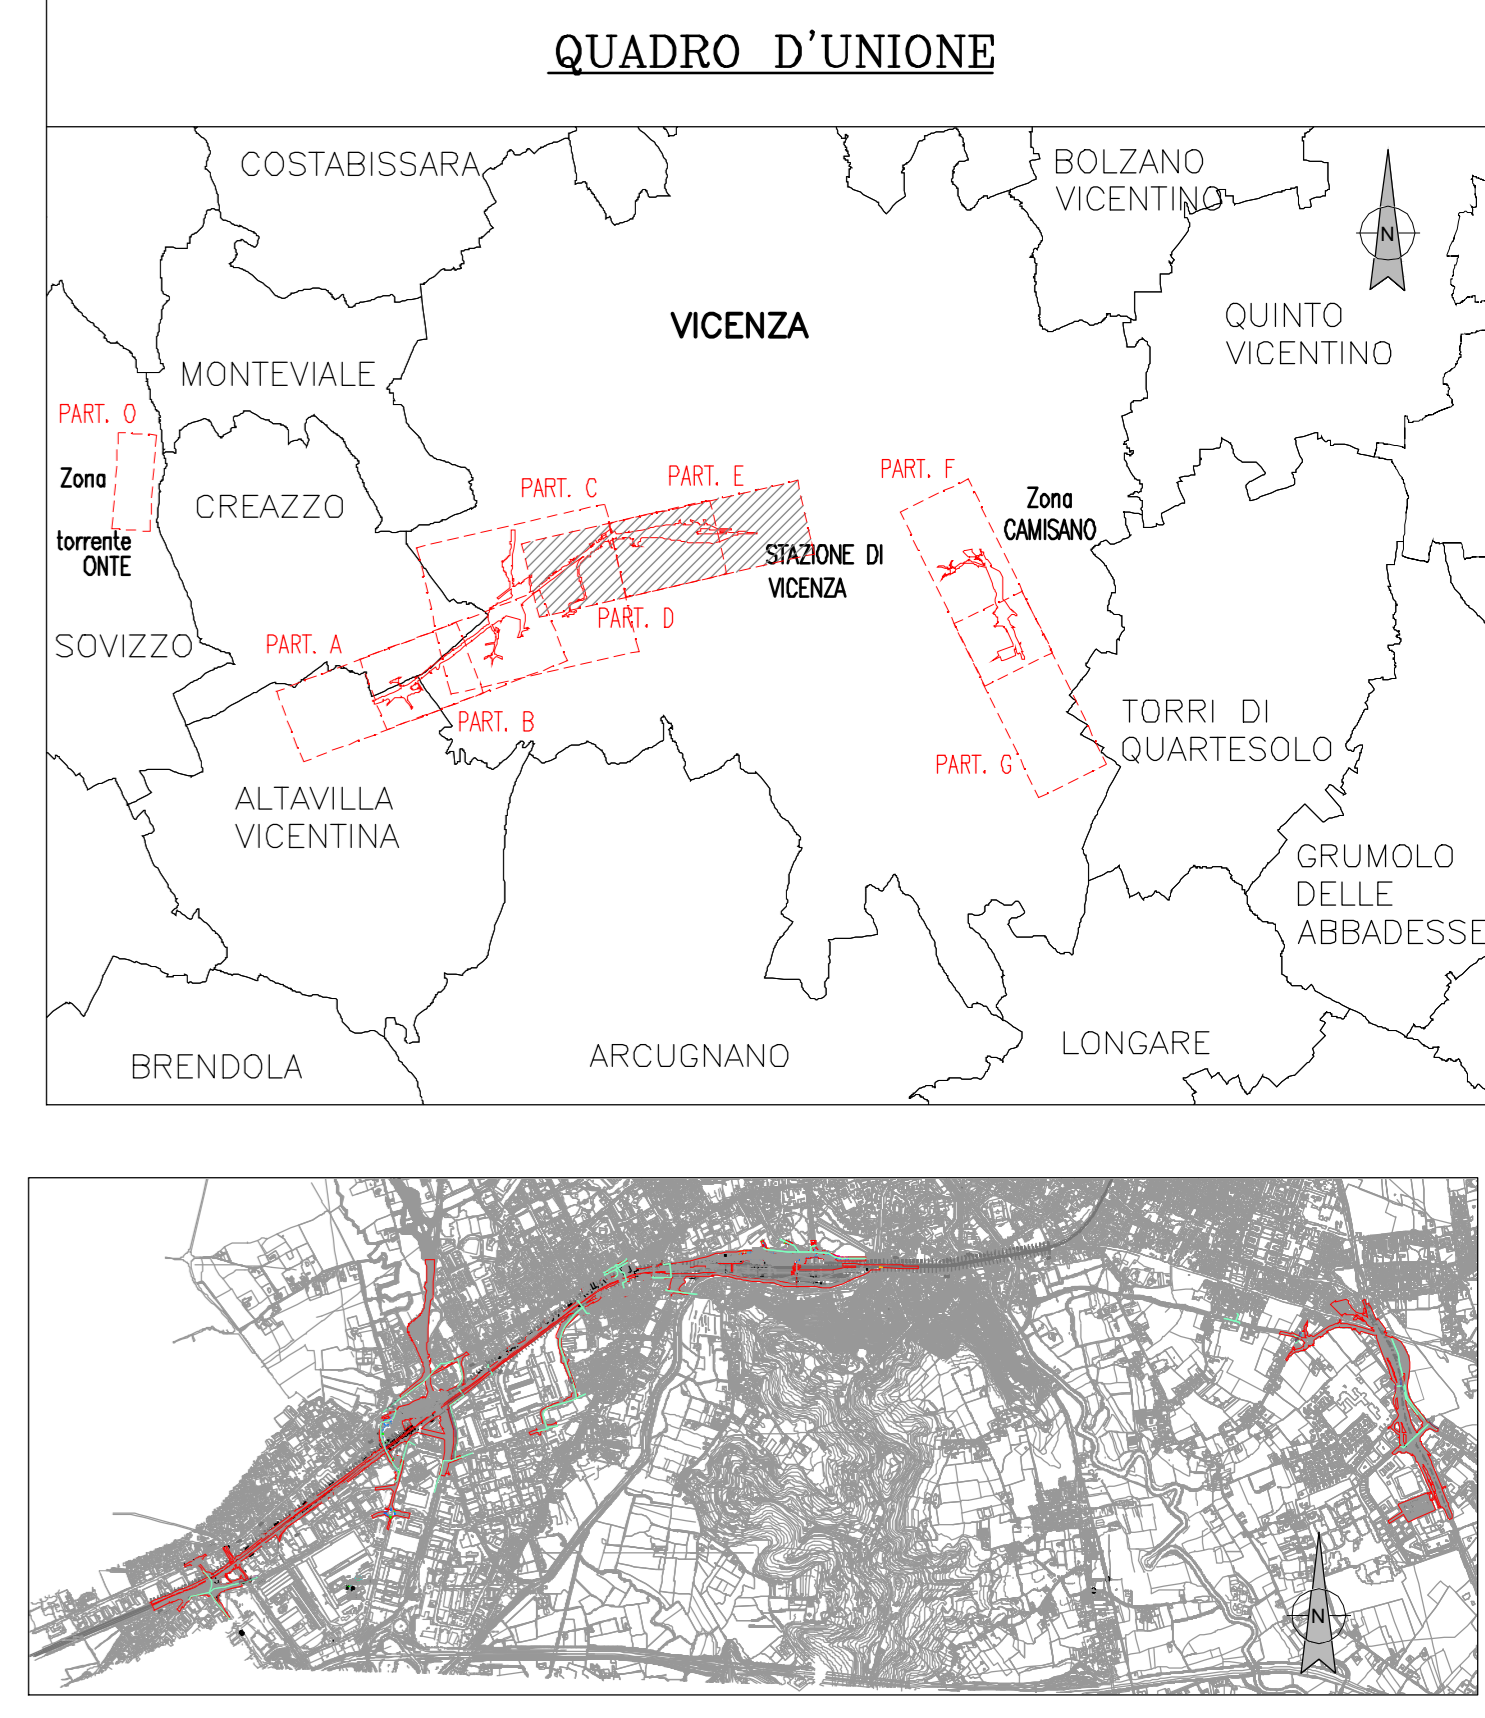 QUADRO D'UNIONE
COSTABISSARA
BOLZANO
VICENTINO
N
VICENZA
QUINTO
VICENTINO
MONTEVIALE
PART. O
Zona
torrente
ONTE
CREAZZO
PART. C
PART. E
PART. F
Zona
CAMISANO
STAZIONE DI
VICENZA
PART. D
SOVIZZO
PART. A
PART. B
TORRI DI
QUARTESOLO
PART. G
ALTAVILLA
VICENTINA
GRUMOLO
DELLE
ABBADESSE
BRENDOLA
ARCUGNANO
LONGARE
N